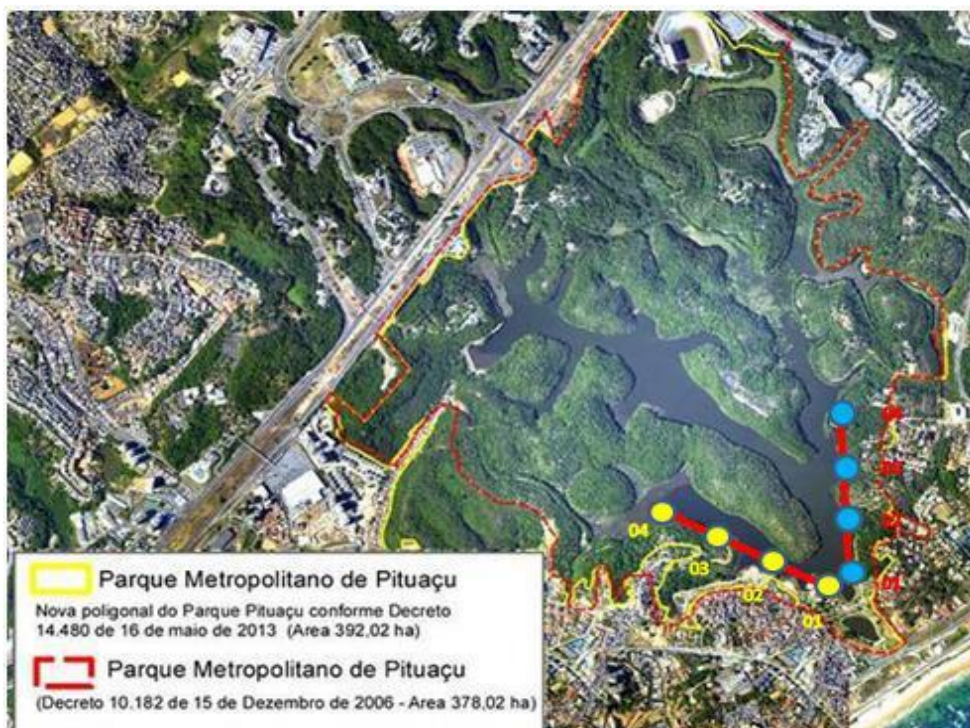 04
03
02
01
01
Parque Metropolitano de Pituaçu
Nova poligonal do Parque Pituaçu conforme Decreto
14.480 de 16 de maio de 2013 (Area 392,02 ha)
Parque Metropolitano de Pituaçu
(Decreto 10.182 de 15 de Dezembro de 2006 - Area 378,02 ha)